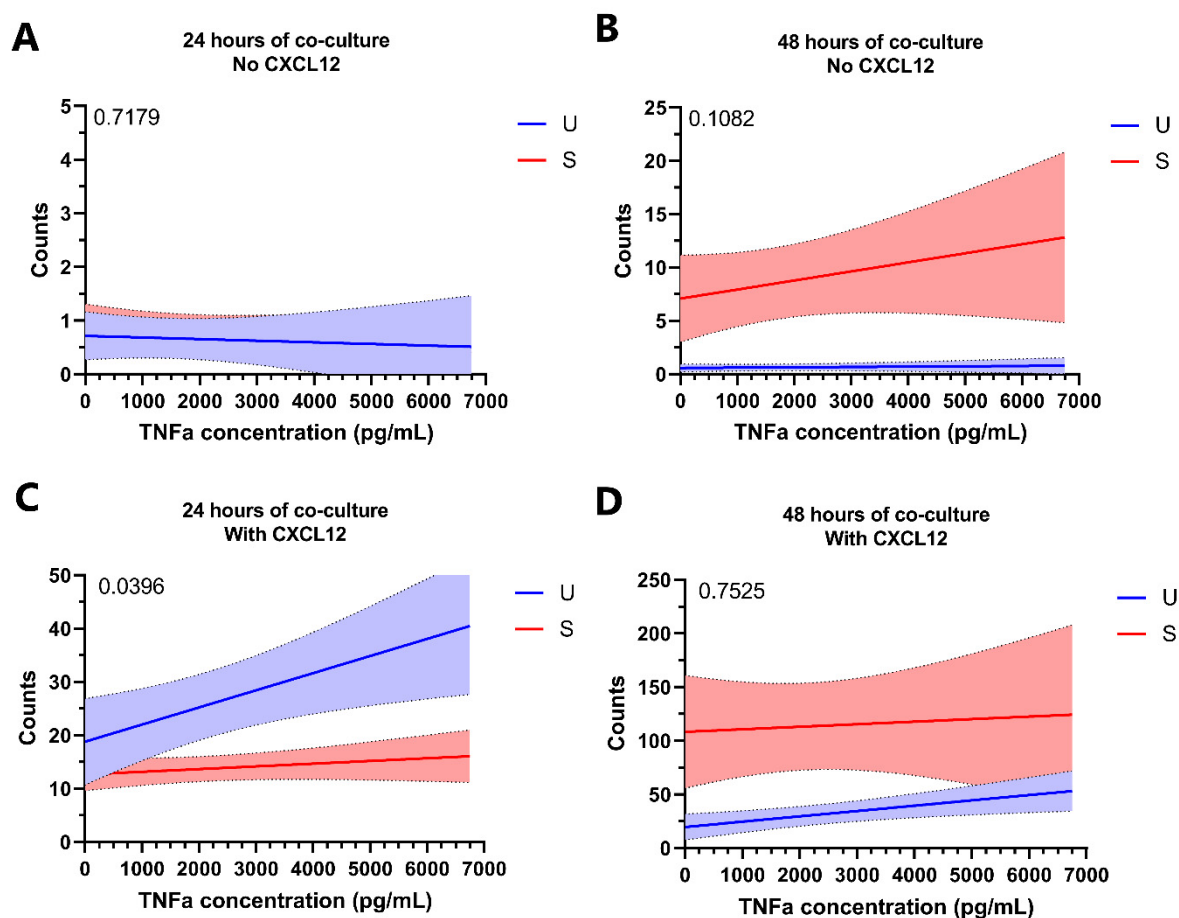 A
24 hours of co-culture
No CXCL12
0.7179
5
4
3
2
1
0
Counts
0 1000 2000 3000 4000 5000 6000 7000
TNFa concentration (pg/mL)
U
S
B
48 hours of co-culture
No CXCL12
0.1082
25
20
15
10
5
0
Counts
0 1000 2000 3000 4000 5000 6000 7000
TNFa concentration (pg/mL)
U
S
C
24 hours of co-culture
With CXCL12
0.0396
50
40
30
20
10
0
Counts
0 1000 2000 3000 4000 5000 6000 7000
TNFa concentration (pg/mL)
U
S
D
48 hours of co-culture
With CXCL12
0.7525
250
200
150
100
50
0
Counts
0 1000 2000 3000 4000 5000 6000 7000
TNFa concentration (pg/mL)
U
S